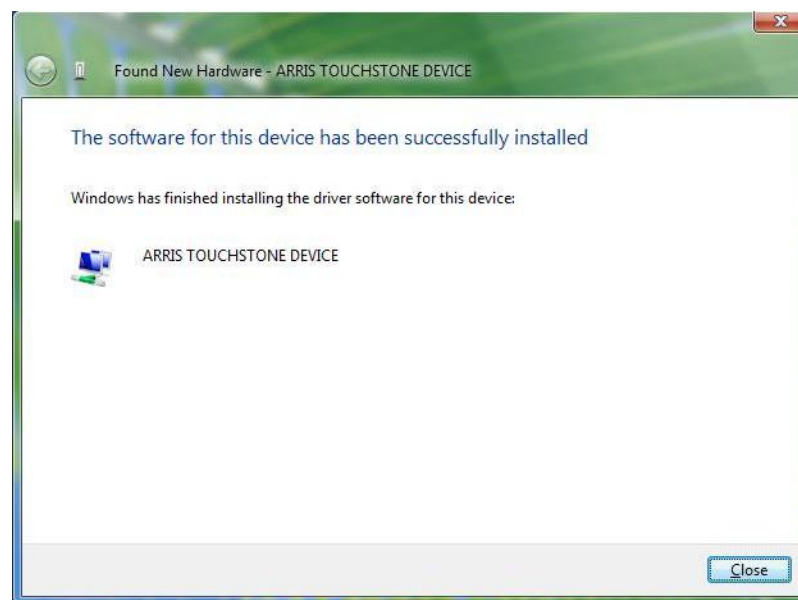 Found New Hardware - ARRIS TOUCHSTONE DEVICE
The software for this device has been successfully installed
Windows has finished installing the driver software for this device:
ARRIS TOUCHSTONE DEVICE
Close